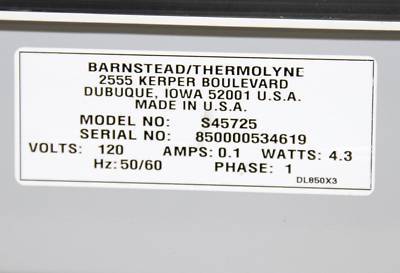 BARNSTEAD/THERMOLYNE
2555 KERPER BOULEVARD
DUBUQUE, IOWA 52001 U.S.A.
MADE IN U.S.A.
MODEL NO: S45725
SERIAL NO: 850000534619
VOLTS: 120 AMPS: 0.1 WATTS: 4.3
Hz: 50/60 PHASE: 1
DL850X3